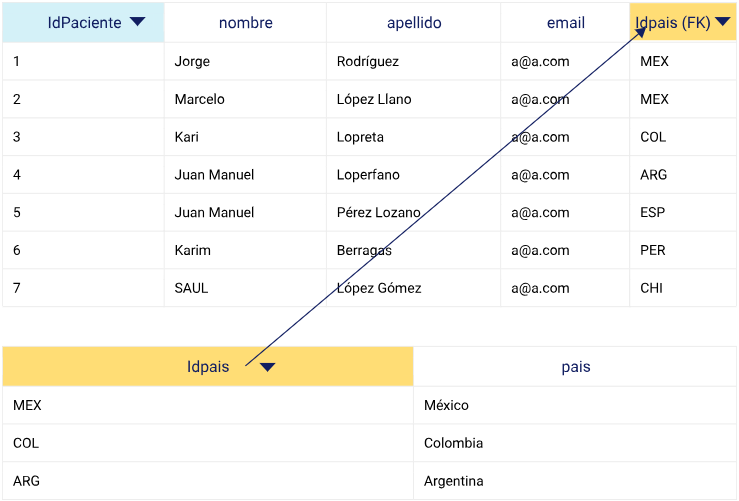 IdPaciente nombre apellido email Idpais (FK)
1 Jorge Rodríguez a@a.com MEX
2 Marcelo López Llano a@a.com MEX
3 Kari Lopreta a@a.com COL
4 Juan Manuel Loperfano a@a.com ARG
5 Juan Manuel Pérez Lozano a@a.com ESP
6 Karim Berragas a@a.com PER
7 SAUL López Gómez a@a.com CHI
Idpais pais
MEX México
COL Colombia
ARG Argentina